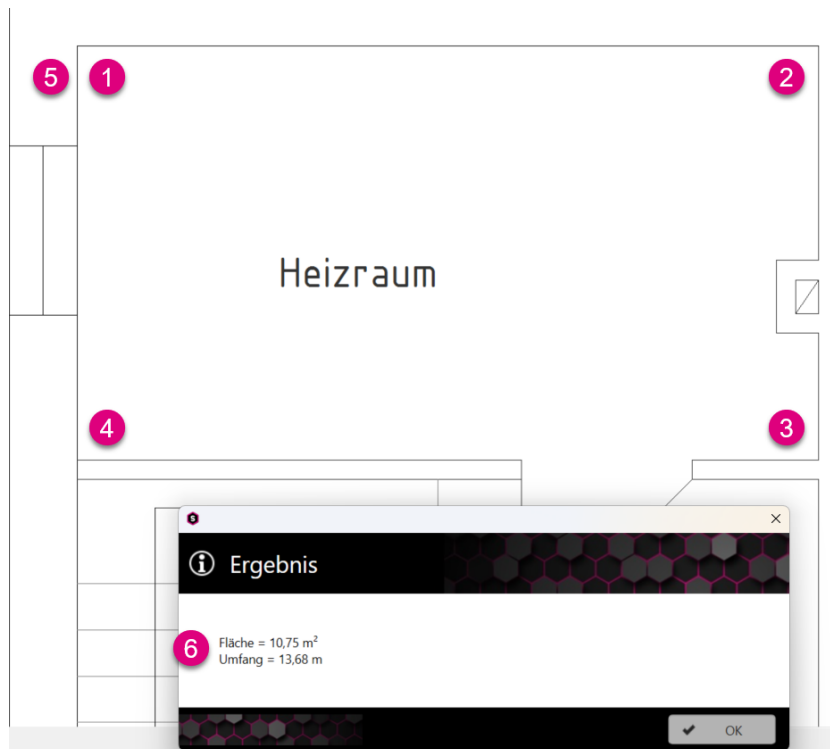 5
1
2
Heizraum
4
3
S
Ergebnis
6
Fläche = 10,75 m²
Umfang = 13,68 m
OK